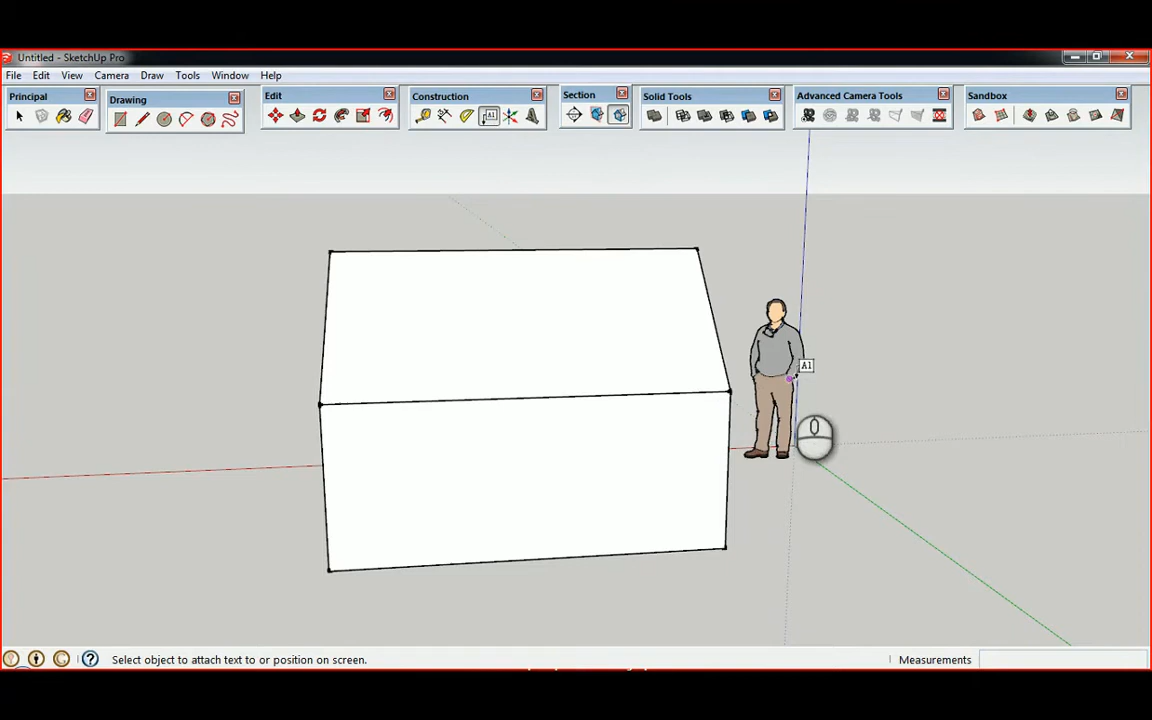 Untitled - SketchUp Pro
File Edit View Camera Draw Tools Window Help
Principal Drawing Edit Construction Section Solid Tools Advanced Camera Tools Sandbox
A1
A1
Select object to attach text to or position on screen. Measurements